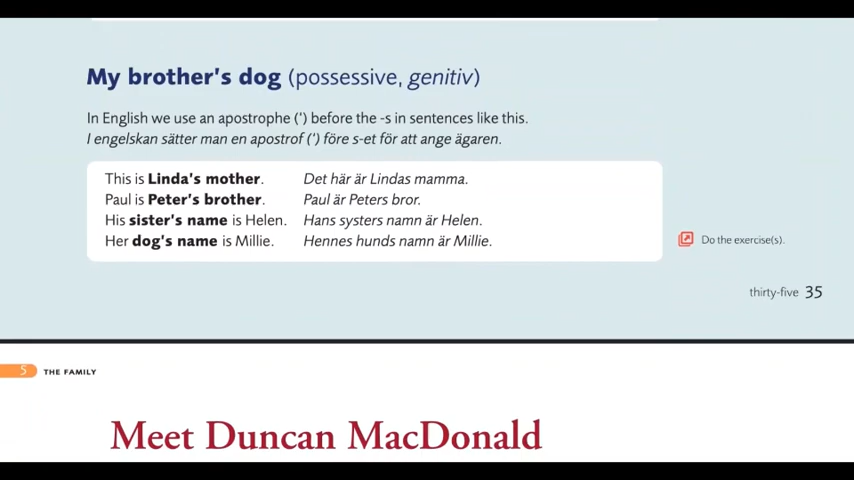 My brother's dog (possessive, genitiv)
In English we use an apostrophe (') before the -s in sentences like this.
I engelskan sätter man en apostrof (') före s-et för att ange ägaren.
This is Linda's mother. Det här är Lindas mamma.
Paul is Peter's brother. Paul är Peters bror.
His sister's name is Helen. Hans systers namn är Helen.
Her dog's name is Millie. Hennes hunds namn är Millie.
Do the exercise(s).
thirty-five 35
5 THE FAMILY
Meet Duncan MacDonald